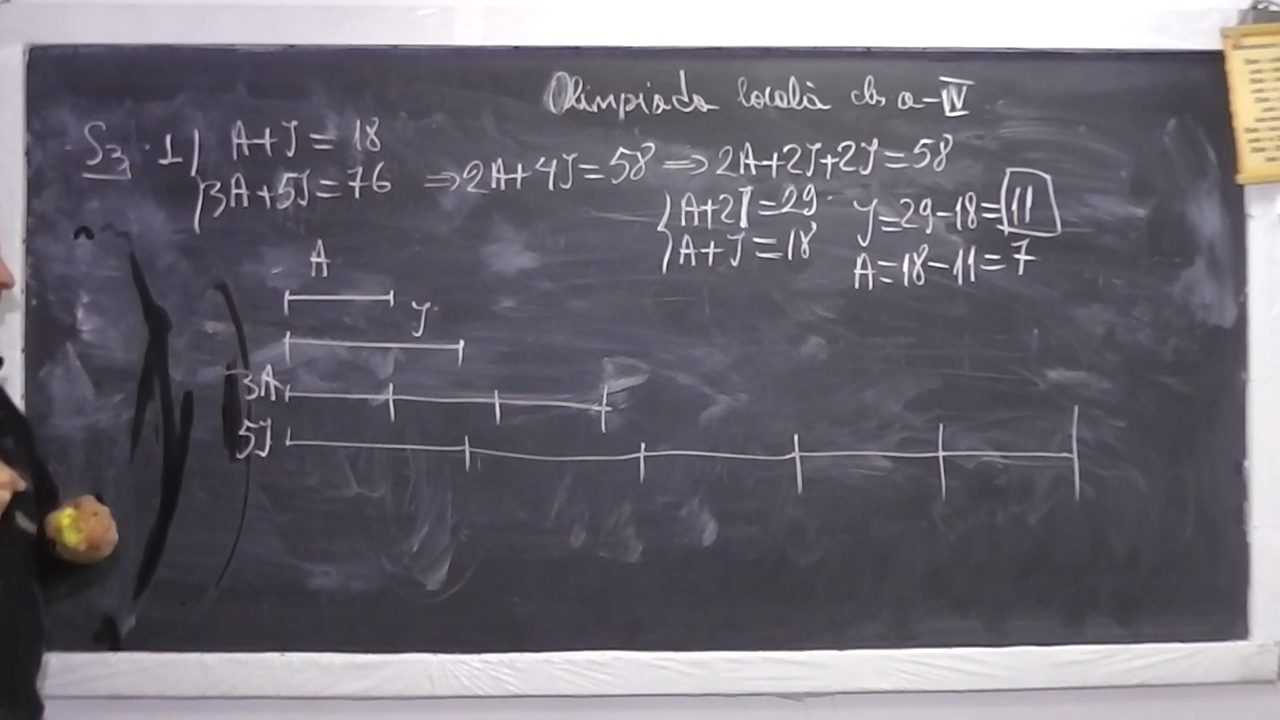 Olimpiada locală cls a-IV
S3 1) A+J=18
3A+5J=76 ⇒2A+4J=58 ⇒ 2A+2J+2J=58
A+2J=29 J=29-18=11
A+J=18 A=18-11=7
A
J
3A
5J